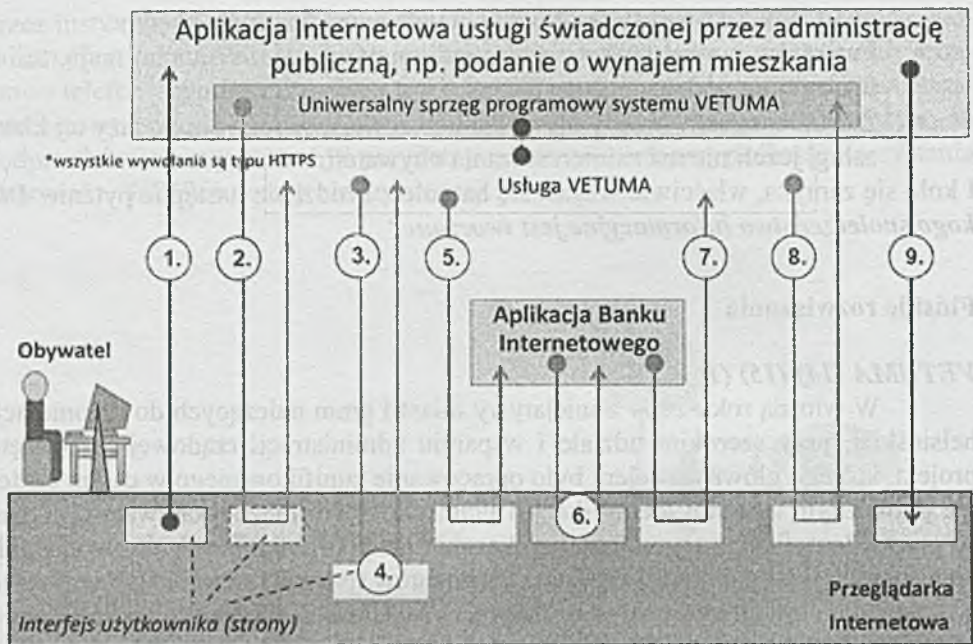 Aplikacja Internetowa usługi świadczonej przez administrację
publiczną, np. podanie o wynajem mieszkania
Uniwersalny sprzęg programowy systemu VETUMA
*wszystkie wywołania są typu HTTPS
Usługa VETUMA
1.
2.
3.
5.
7.
8.
9.
Aplikacja Banku
Internetowego
Obywatel
6.
4.
Interfejs użytkownika (strony)
Przeglądarka
Internetowa